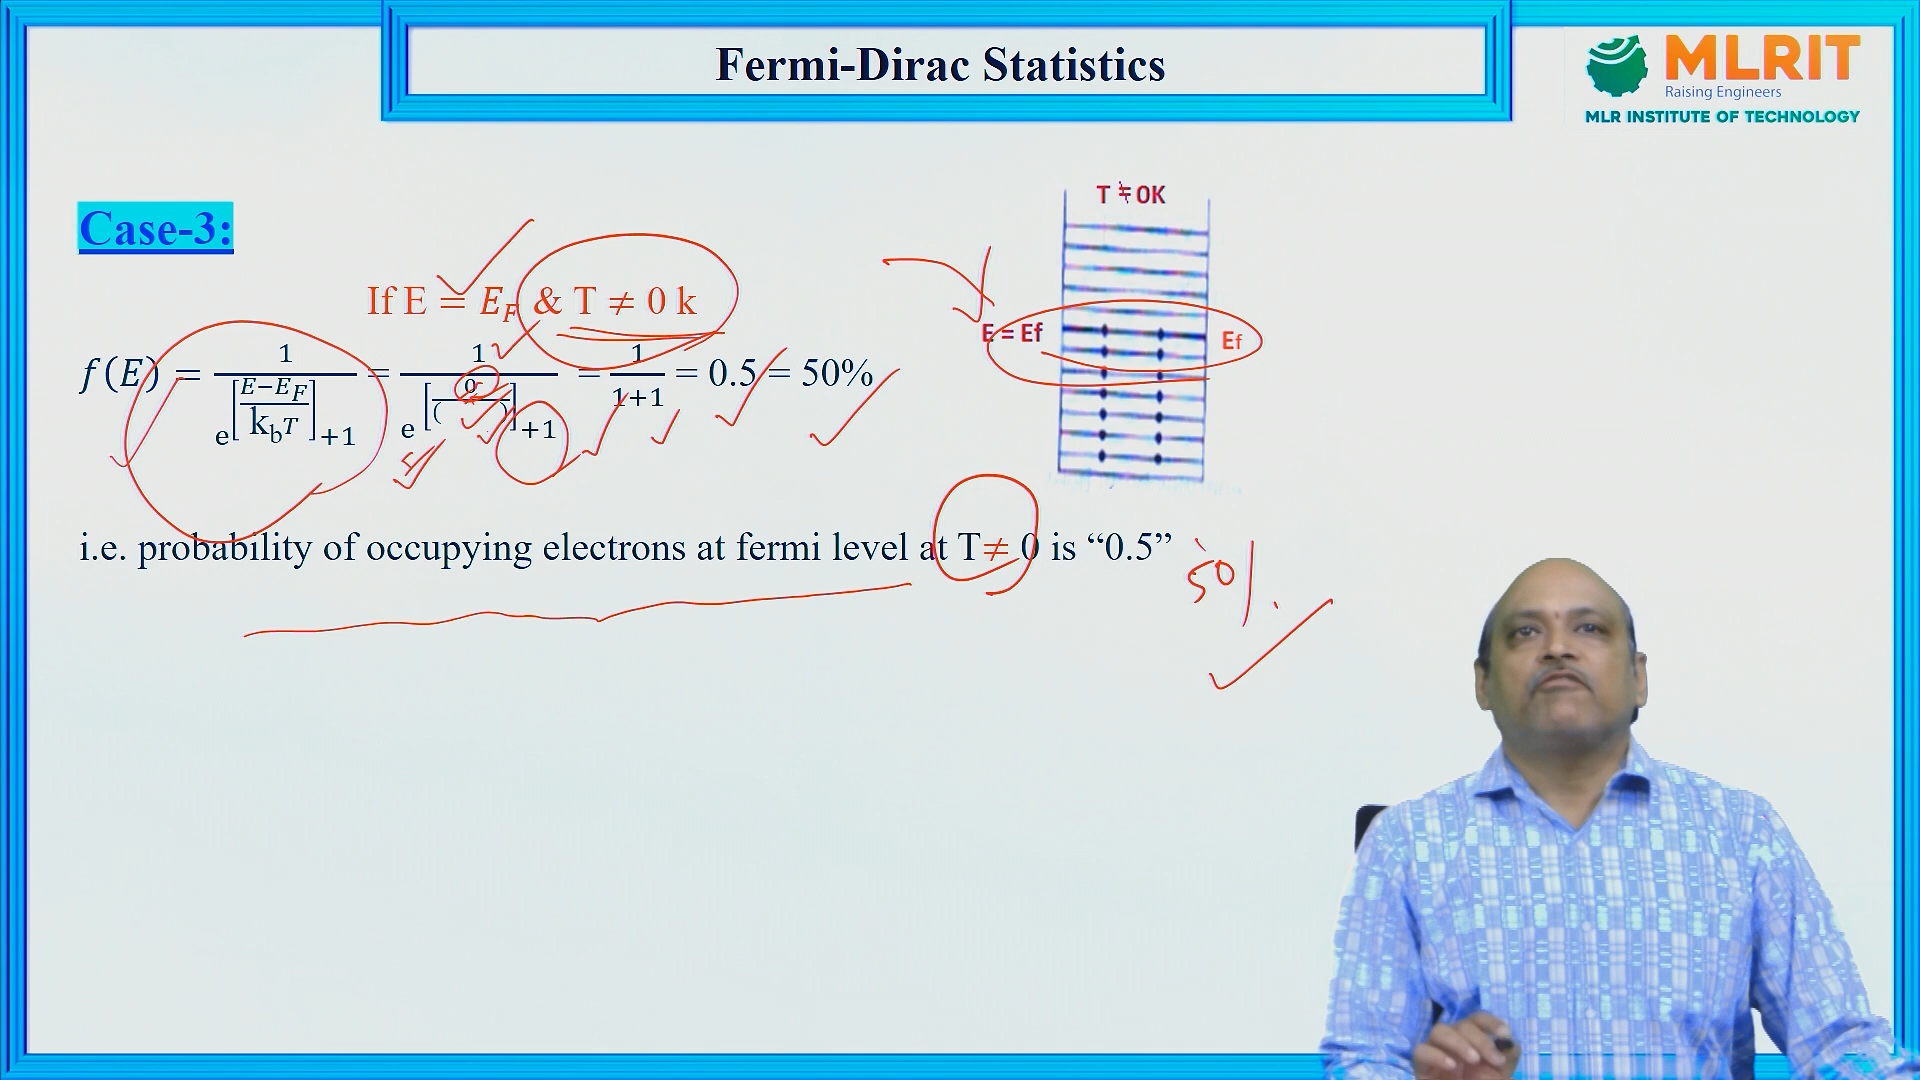 Fermi-Dirac Statistics
MLRIT
Raising Engineers
MLR INSTITUTE OF TECHNOLOGY
Case-3:
T ≠ 0K
If E = E_F & T ≠ 0 k
E = Ef
Ef
f(E) = 1/(e^[(E−E_F)/(k_bT)] +1) = 1/(e^[0/( )] +1) = 1/(1+1) = 0.5 = 50%
i.e. probability of occupying electrons at fermi level at T≠ 0 is “0.5”
50%